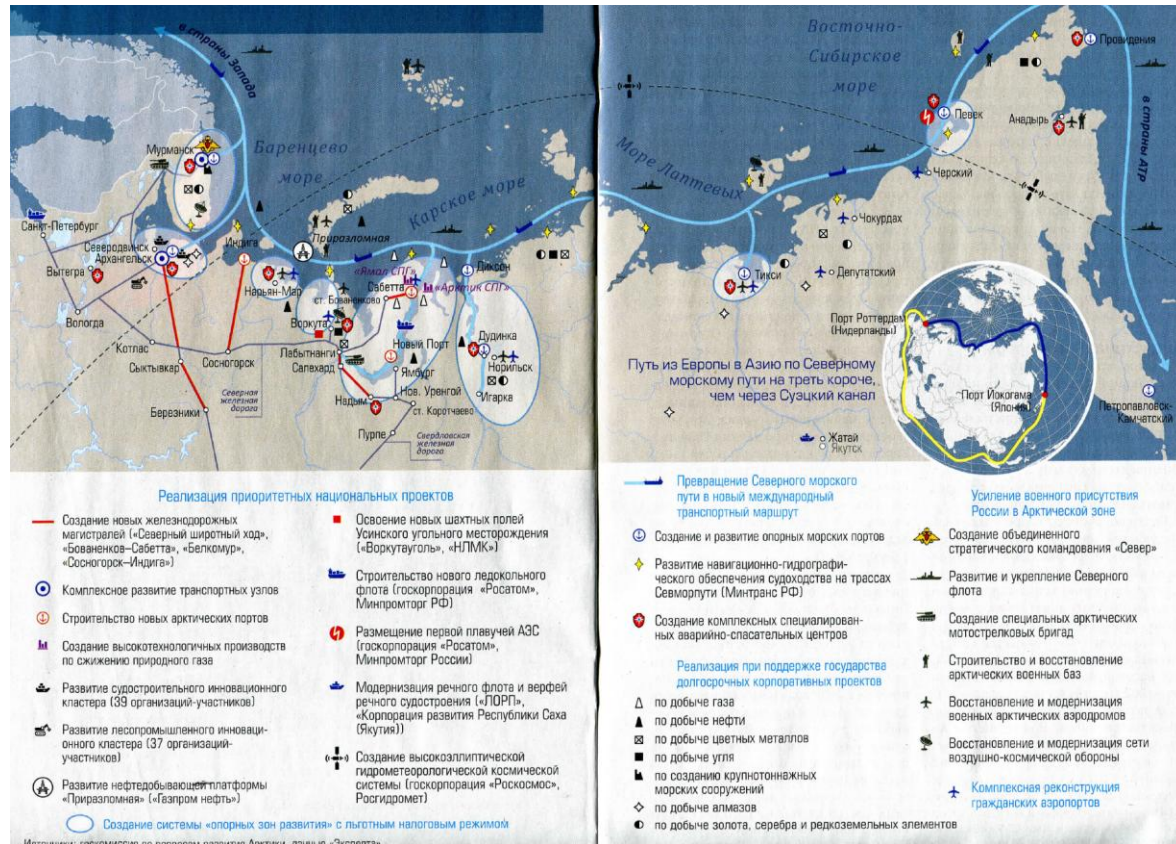 в страны Запада
Баренцево
море
Карское море
Мурманск
Санкт-Петербург
Северодвинск
Архангельск
Вытегра
Вологда
Котлас
Сыктывкар
Березники
Сосногорск
Индига
Нарьян-Мар
Приразломная
«Ямал СПГ»
«Арктик СПГ»
Сабетта
ст. Бованенково
Воркута
Лабытнанги
Салехард
Надым
Новый Порт
Ямбург
Нов. Уренгой
ст. Коротчаево
Пурпе
Диксон
Дудинка
Норильск
Игарка
Северная
железная
дорога
Свердловская
железная
дорога
Реализация приоритетных национальных проектов
Создание новых железнодорожных
магистралей («Северный широтный ход»,
«Бованенков–Сабетта», «Белкомур»,
«Сосногорск–Индига»)
Комплексное развитие транспортных узлов
Строительство новых арктических портов
Создание высокотехнологичных производств
по сжижению природного газа
Развитие судостроительного инновационного
кластера (39 организаций-участников)
Развитие лесопромышленного инноваци-
онного кластера (37 организаций-
участников)
Развитие нефтедобывающей платформы
«Приразломная» («Газпром нефть»)
Освоение новых шахтных полей
Усинского угольного месторождения
(«Воркутауголь», «НЛМК»)
Строительство нового ледокольного
флота (госкорпорация «Росатом»,
Минпромторг РФ)
Размещение первой плавучей АЭС
(госкорпорация «Росатом»,
Минпромторг России)
Модернизация речного флота и верфей
речного судостроения («ЛОРП»,
«Корпорация развития Республики Саха
(Якутия)»)
Создание высокоэллиптической
гидрометеорологической космической
системы (госкорпорация «Роскосмос»,
Росгидромет)
Создание системы «опорных зон развития» с льготным налоговым режимом
Источники: госкомиссия по вопросам развития Арктики, данные «Эксперта»
Восточно-
Сибирское
море
Море Лаптевых
в страны АТР
Провидения
Певек
Анадырь
Черский
Чокурдах
Депутатский
Тикси
Жатай
Якутск
Петропавловск-
Камчатский
Путь из Европы в Азию по Северному
морскому пути на треть короче,
чем через Суэцкий канал
Порт Роттердам
(Нидерланды)
Порт Йокогама
(Япония)
Превращение Северного морского
пути в новый международный
транспортный маршрут
Создание и развитие опорных морских портов
Развитие навигационно-гидрографи-
ческого обеспечения судоходства на трассах
Севморпути (Минтранс РФ)
Создание комплексных специализирован-
ных аварийно-спасательных центров
Реализация при поддержке государства
долгосрочных корпоративных проектов
по добыче газа
по добыче нефти
по добыче цветных металлов
по добыче угля
по созданию крупнотоннажных
морских сооружений
по добыче алмазов
по добыче золота, серебра и редкоземельных элементов
Усиление военного присутствия
России в Арктической зоне
Создание объединенного
стратегического командования «Север»
Развитие и укрепление Северного
флота
Создание специальных арктических
мотострелковых бригад
Строительство и восстановление
арктических военных баз
Восстановление и модернизация
военных арктических аэродромов
Восстановление и модернизация сети
воздушно-космической обороны
Комплексная реконструкция
гражданских аэропортов